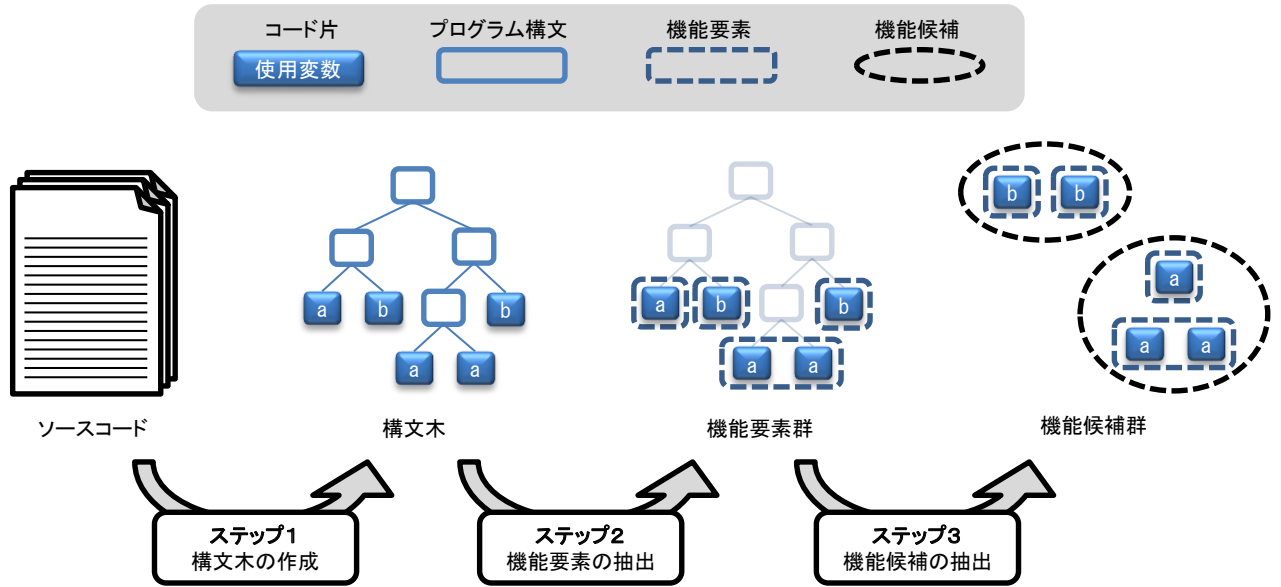 コード片
プログラム構文
機能要素
機能候補
使用変数
b
b
a
a
a
a
b
b
a
a
a
b
b
a
a
ソースコード
構文木
機能要素群
機能候補群
ステップ1
構文木の作成
ステップ2
機能要素の抽出
ステップ3
機能候補の抽出